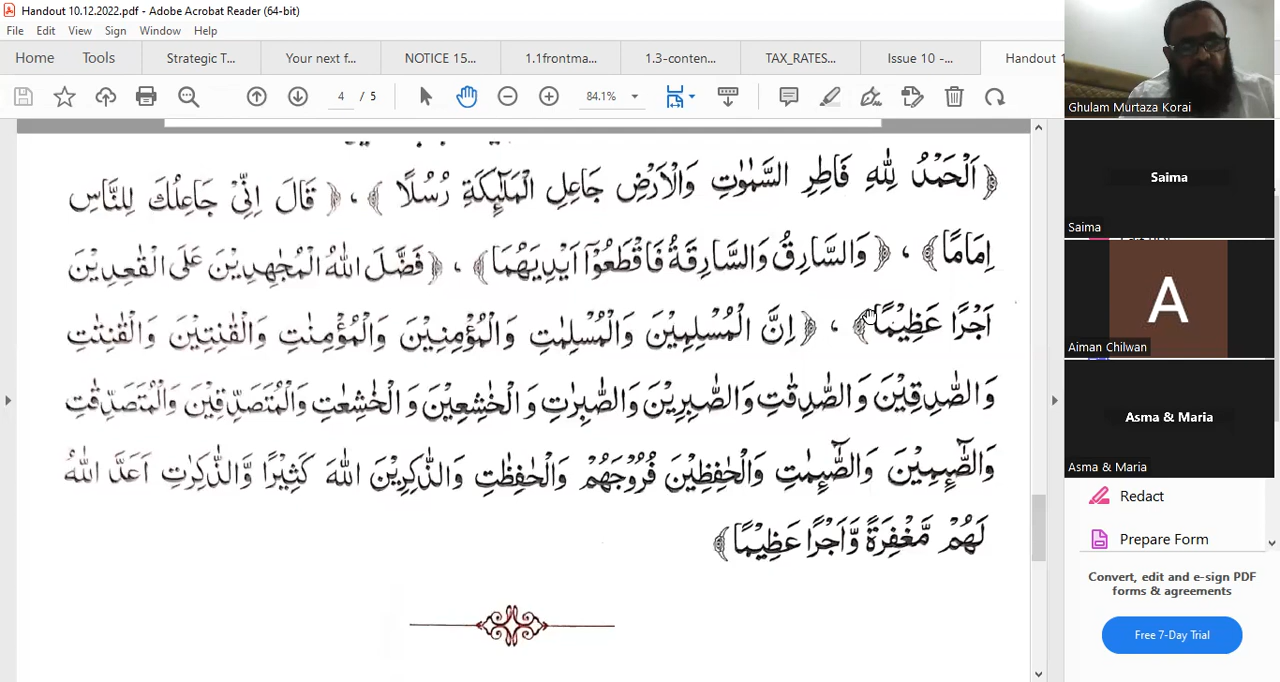 Handout 10.12.2022.pdf - Adobe Acrobat Reader (64-bit)
File Edit View Sign Window Help
Home Tools Strategic T... Your next f... NOTICE 15... 1.1frontma... 1.3-conten... TAX_RATES... Issue 10 -... Handout 1
4 / 5 84.1%
﴿اَلْحَمْدُ لِلّٰهِ فَاطِرِ السَّمٰوٰتِ وَالْاَرْضِ جَاعِلِ الْمَلٰٓئِكَةِ رُسُلًا﴾ ، ﴿قَالَ اِنِّيْ جَاعِلُكَ لِلنَّاسِ
اِمَامًا﴾ ، ﴿وَالسَّارِقُ وَالسَّارِقَةُ فَاقْطَعُوْٓا اَيْدِيَهُمَا﴾ ، ﴿فَضَّلَ اللّٰهُ الْمُجٰهِدِيْنَ عَلَى الْقٰعِدِيْنَ
اَجْرًا عَظِيْمًا﴾ ، ﴿اِنَّ الْمُسْلِمِيْنَ وَالْمُسْلِمٰتِ وَالْمُؤْمِنِيْنَ وَالْمُؤْمِنٰتِ وَالْقٰنِتِيْنَ وَالْقٰنِتٰتِ
وَالصّٰدِقِيْنَ وَالصّٰدِقٰتِ وَالصّٰبِرِيْنَ وَالصّٰبِرٰتِ وَالْخٰشِعِيْنَ وَالْخٰشِعٰتِ وَالْمُتَصَدِّقِيْنَ وَالْمُتَصَدِّقٰتِ
وَالصَّٓائِمِيْنَ وَالصّٰٓئِمٰتِ وَالْحٰفِظِيْنَ فُرُوْجَهُمْ وَالْحٰفِظٰتِ وَالذّٰكِرِيْنَ اللّٰهَ كَثِيْرًا وَّالذّٰكِرٰتِ اَعَدَّ اللّٰهُ
لَهُمْ مَّغْفِرَةً وَّاَجْرًا عَظِيْمًا﴾
Ghulam Murtaza Korai
Saima
Saima
A
Aiman Chilwan
Asma & Maria
Asma & Maria
Redact
Prepare Form
Convert, edit and e-sign PDF
forms & agreements
Free 7-Day Trial